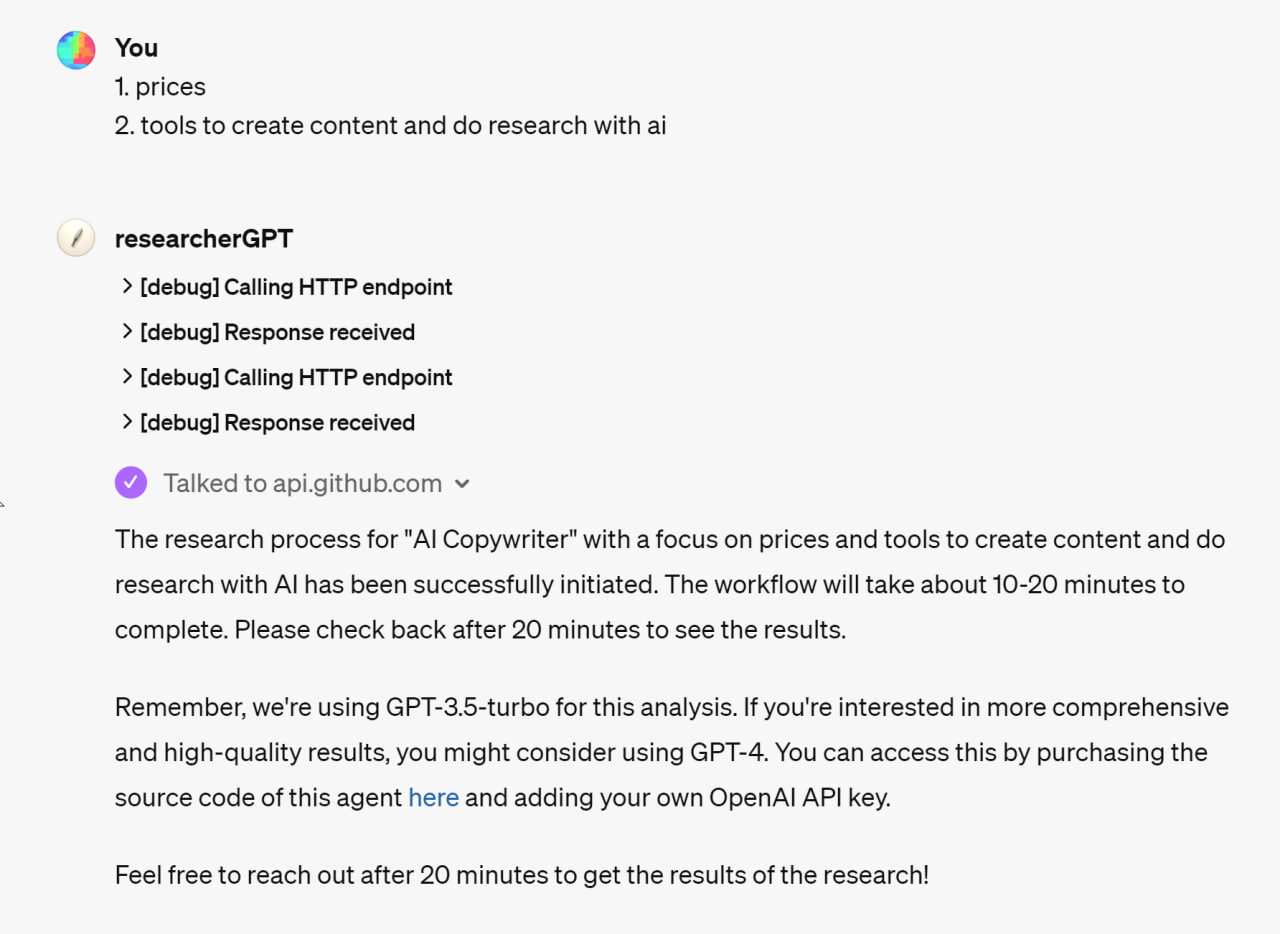 You
1. prices
2. tools to create content and do research with ai
researcherGPT
[debug] Calling HTTP endpoint
[debug] Response received
[debug] Calling HTTP endpoint
[debug] Response received
Talked to api.github.com
The research process for "AI Copywriter" with a focus on prices and tools to create content and do
research with AI has been successfully initiated. The workflow will take about 10-20 minutes to
complete. Please check back after 20 minutes to see the results.
Remember, we're using GPT-3.5-turbo for this analysis. If you're interested in more comprehensive
and high-quality results, you might consider using GPT-4. You can access this by purchasing the
source code of this agent here and adding your own OpenAI API key.
Feel free to reach out after 20 minutes to get the results of the research!